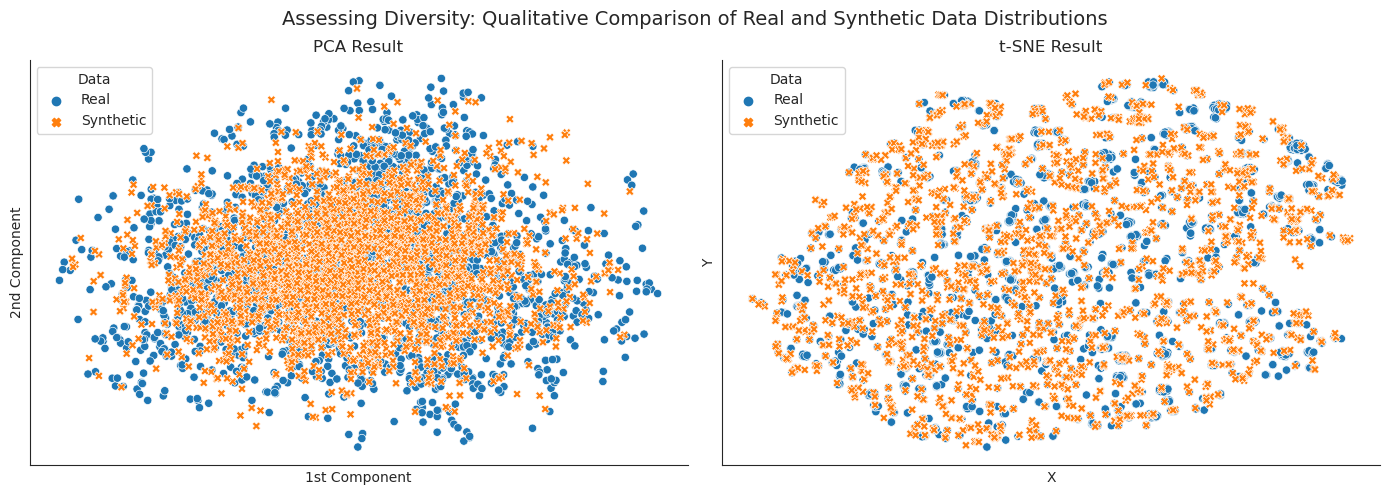 Assessing Diversity: Qualitative Comparison of Real and Synthetic Data Distributions
PCA Result
Data
Real
Synthetic
2nd Component
1st Component
t-SNE Result
Data
Real
Synthetic
Y
X